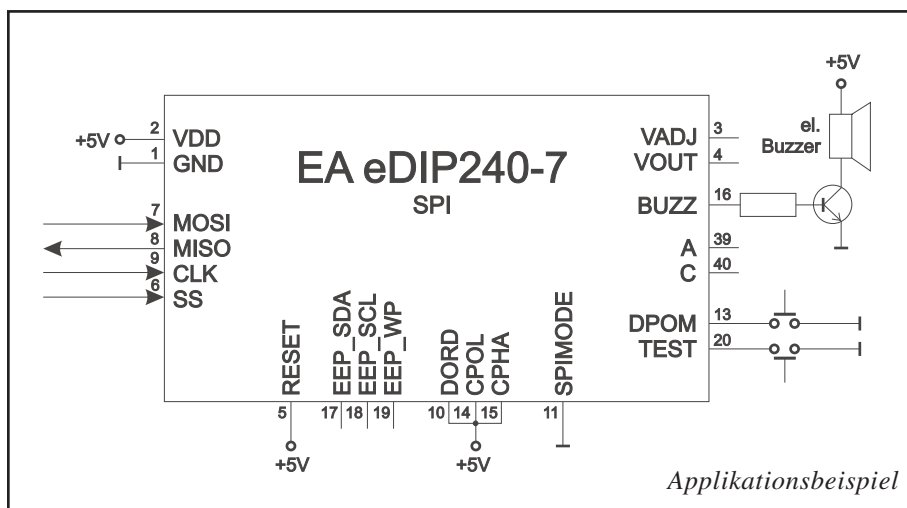 +5V
2
VDD
1
GND
7
MOSI
8
MISO
9
CLK
6
SS
EA eDIP240-7
SPI
VADJ
3
VOUT
4
BUZZ
16
A
39
C
40
DPOM
13
TEST
20
+5V
el.
Buzzer
RESET
EEP_SDA
EEP_SCL
EEP_WP
DORD
CPOL
CPHA
SPIMODE
5
17
18
19
10
14
15
11
+5V
+5V
Applikationsbeispiel